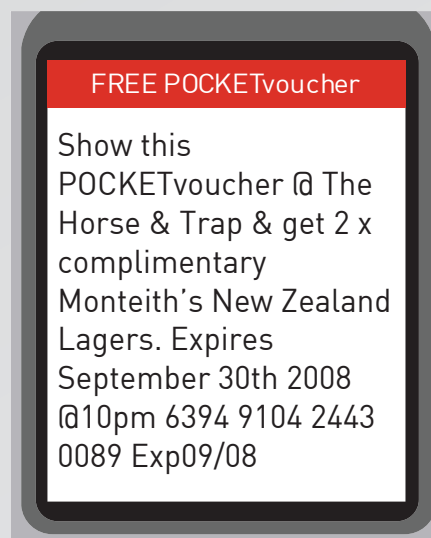 FREE POCKETvoucher
Show this
POCKETvoucher @ The
Horse & Trap & get 2 x
complimentary
Monteith's New Zealand
Lagers. Expires
September 30th 2008
@10pm 6394 9104 2443
0089 Exp09/08